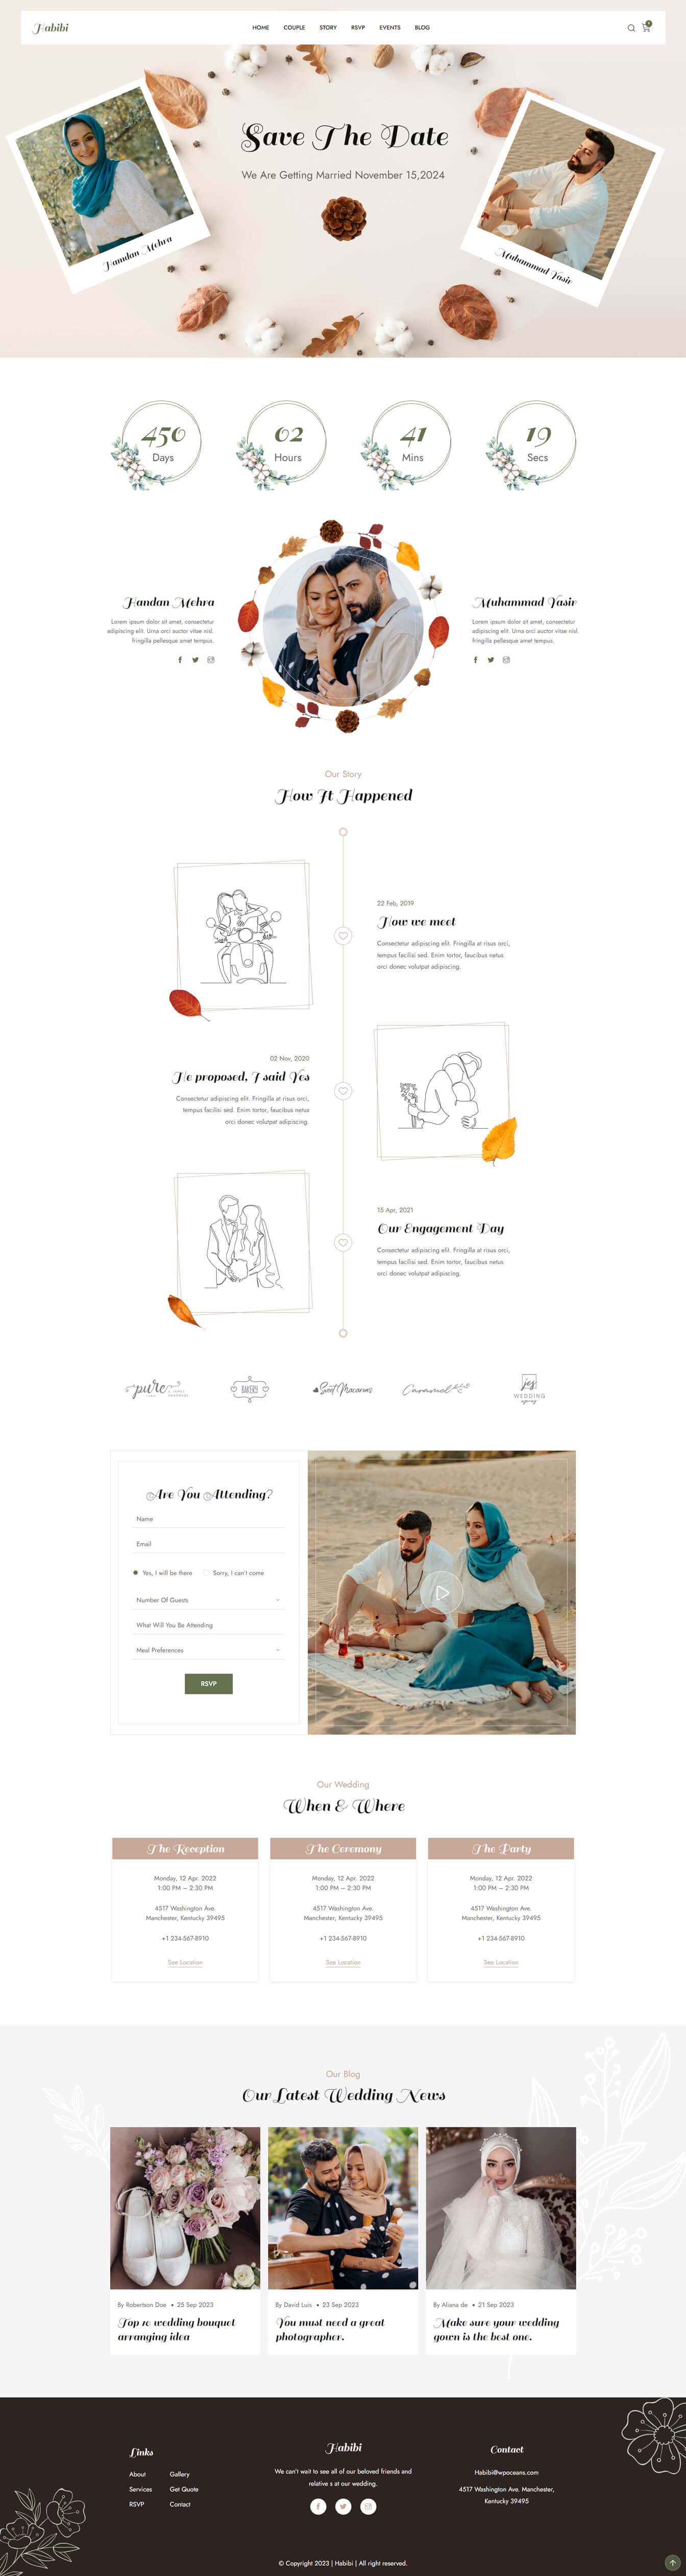 Habibi
HOME COUPLE STORY RSVP EVENTS BLOG
Save The Date
We Are Getting Married November 15,2024
Hamdan Mehra
Muhammad Yasir
450
Days
02
Hours
41
Mins
19
Secs
Handan Mehra
Lorem ipsum dolor sit amet, consectetur
adipiscing elit. Urna orci auctor vitae nisl.
fringilla pellesque amet tempus.
Muhammad Yasir
Lorem ipsum dolor sit amet, consectetur
adipiscing elit. Urna orci auctor vitae nisl.
fringilla pellesque amet tempus.
Our Story
How It Happened
22 Feb, 2019
How we meet
Consectetur adipiscing elit. Fringilla at risus orci,
tempus facilisi sed. Enim tortor, faucibus netus
orci donec volutpat adipiscing.
02 Nov, 2020
He proposed, I said Yes
Consectetur adipiscing elit. Fringilla at risus orci,
tempus facilisi sed. Enim tortor, faucibus netus
orci donec volutpat adipiscing.
15 Apr, 2021
Our Engagement Day
Consectetur adipiscing elit. Fringilla at risus orci,
tempus facilisi sed. Enim tortor, faucibus netus
orci donec volutpat adipiscing.
pure
BAKERY
Sweet Macarons
Caramel
jes
WEDDING
agency
Are You Attending?
Name
Email
Yes, I will be there Sorry, I can't come
Number Of Guests
What Will You Be Attending
Meal Preferences
RSVP
Our Wedding
When & Where
The Reception
Monday, 12 Apr. 2022
1:00 PM – 2:30 PM
4517 Washington Ave.
Manchester, Kentucky 39495
+1 234-567-8910
See Location
The Ceremony
Monday, 12 Apr. 2022
1:00 PM – 2:30 PM
4517 Washington Ave.
Manchester, Kentucky 39495
+1 234-567-8910
See Location
The Party
Monday, 12 Apr. 2022
1:00 PM – 2:30 PM
4517 Washington Ave.
Manchester, Kentucky 39495
+1 234-567-8910
See Location
Our Blog
Our Latest Wedding News
By Robertson Doe • 25 Sep 2023
Top 10 wedding bouquet
arranging idea
By David Luis • 23 Sep 2023
You must need a great
photographer.
By Aliana de • 21 Sep 2023
Make sure your wedding
gown is the best one.
Links
About Gallery
Services Get Quote
RSVP Contact
Habibi
We can't wait to see all of our beloved friends and
relative s at our wedding.
Contact
Habibi@wpoceans.com
4517 Washington Ave. Manchester,
Kentucky 39495
© Copyright 2023 | Habibi | All right reserved.